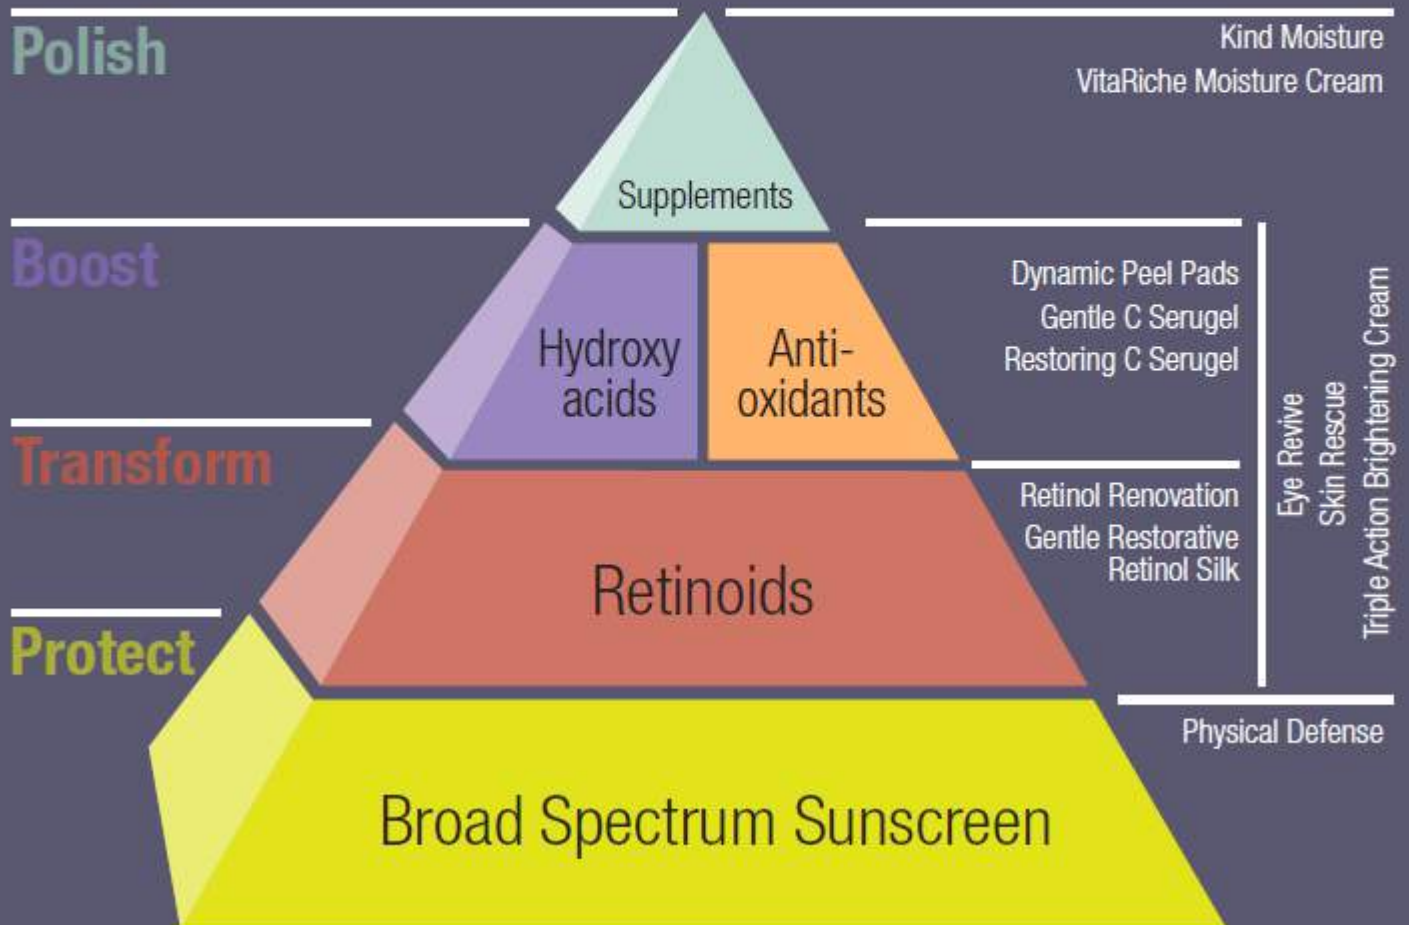 Polish
Kind Moisture
VitaRiche Moisture Cream
Supplements
Boost
Hydroxy
acids
Anti-
oxidants
Dynamic Peel Pads
Gentle C Serugel
Restoring C Serugel
Eye Revive
Skin Rescue
Triple Action Brightening Cream
Transform
Retinoids
Retinol Renovation
Gentle Restorative
Retinol Silk
Protect
Broad Spectrum Sunscreen
Physical Defense